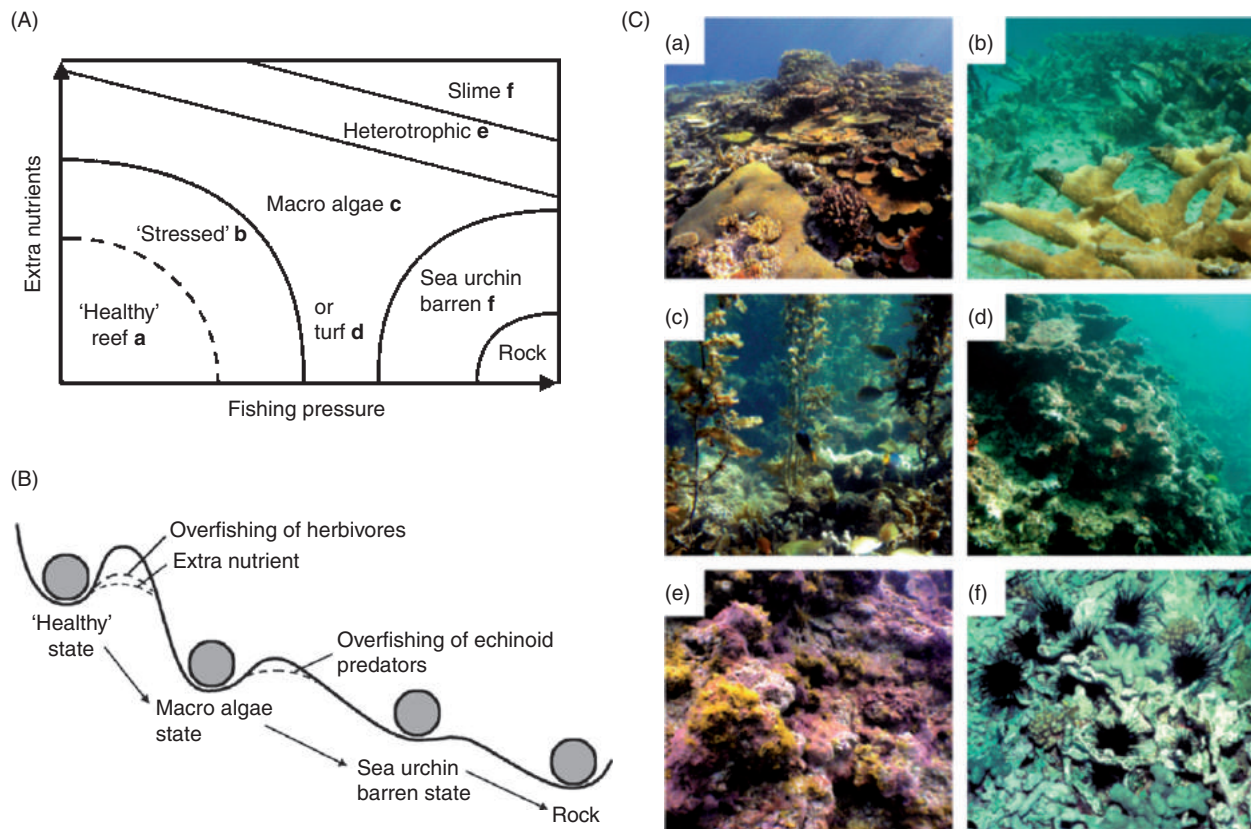 (A)
Extra nutrients
Slime f
Heterotrophic e
Macro algae c
'Stressed' b
'Healthy'
reef a
or
turf d
Sea urchin
barren f
Rock
Fishing pressure
(B)
Overfishing of herbivores
Extra nutrient
'Healthy'
state
Overfishing of echinoid
predators
Macro algae
state
Sea urchin
barren state
Rock
(C)
(a)
(b)
(c)
(d)
(e)
(f)